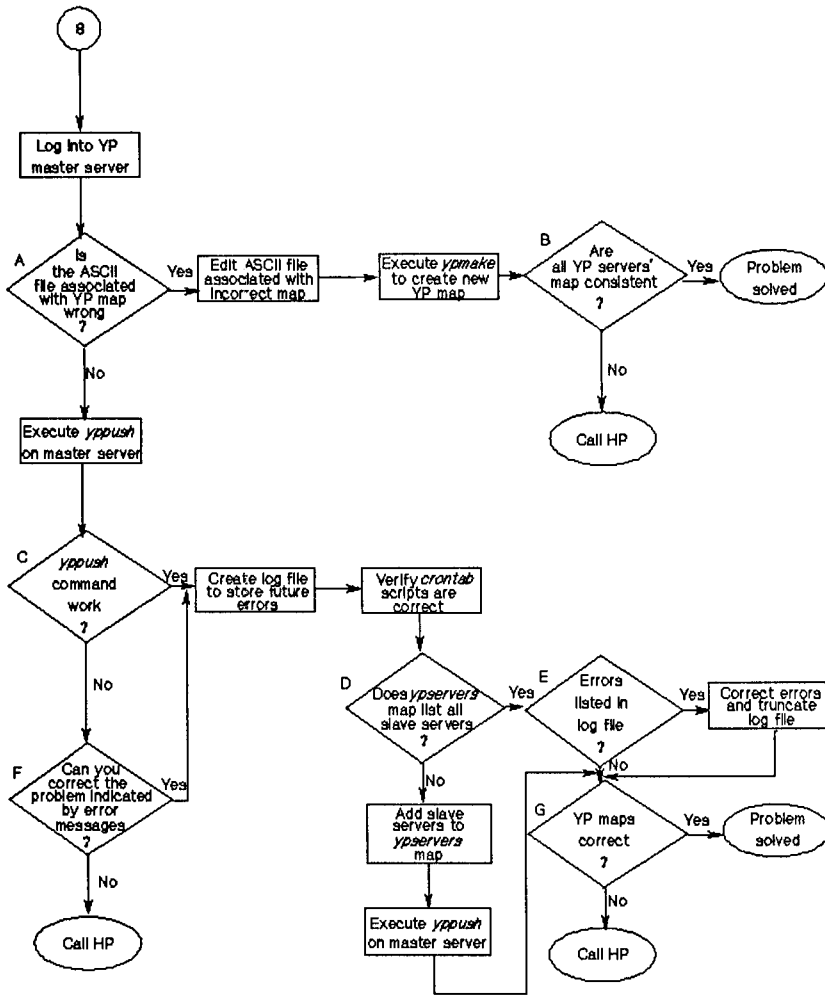 8
Log into YP
master server
A
Is
the ASCII
file associated
with YP map
wrong
?
Yes
Edit ASCII file
associated with
incorrect map
Execute ypmake
to create new
YP map
B
Are
all YP servers'
map consistent
?
Yes
Problem
solved
No
No
Call HP
Execute yppush
on master server
C
yppush
command
work
?
Yes
Create log file
to store future
errors
Verify crontab
scripts are
correct
D
Does ypservers
map list all
slave servers
?
Yes
E
Errors
listed in
log file
?
Yes
Correct errors
and truncate
log file
No
F
Can you
correct the
problem indicated
by error
messages
?
Yes
No
Add slave
servers to
ypservers
map
No
G
YP maps
correct
?
Yes
Problem
solved
No
Call HP
Execute yppush
on master server
No
Call HP